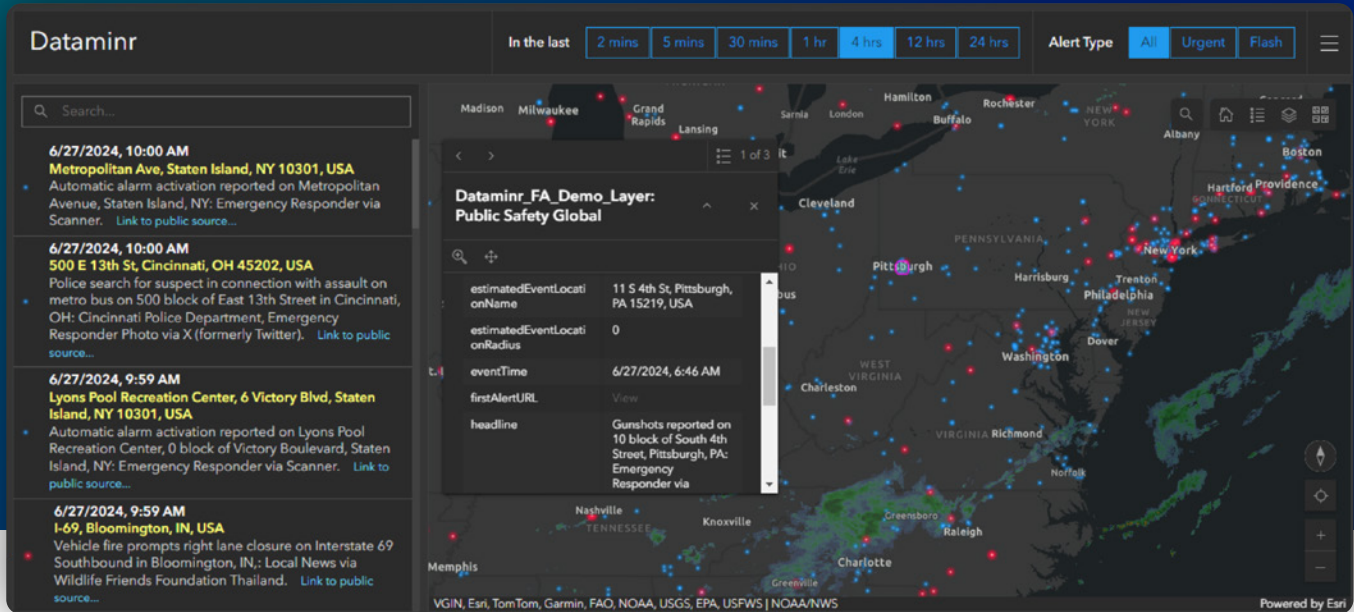 Dataminr
In the last
2 mins
5 mins
30 mins
1 hr
4 hrs
12 hrs
24 hrs
Alert Type
All
Urgent
Flash
Search...
6/27/2024, 10:00 AM
Metropolitan Ave, Staten Island, NY 10301, USA
Automatic alarm activation reported on Metropolitan
Avenue, Staten Island, NY: Emergency Responder via
Scanner. Link to public source...
6/27/2024, 10:00 AM
500 E 13th St, Cincinnati, OH 45202, USA
Police search for suspect in connection with assault on
metro bus on 500 block of East 13th Street in Cincinnati,
OH: Cincinnati Police Department, Emergency
Responder Photo via X (formerly Twitter). Link to public
source...
6/27/2024, 9:59 AM
Lyons Pool Recreation Center, 6 Victory Blvd, Staten
Island, NY 10301, USA
Automatic alarm activation reported on Lyons Pool
Recreation Center, 0 block of Victory Boulevard, Staten
Island, NY: Emergency Responder via Scanner. Link to
public source...
6/27/2024, 9:59 AM
I-69, Bloomington, IN, USA
Vehicle fire prompts right lane closure on Interstate 69
Southbound in Bloomington, IN,: Local News via
Wildlife Friends Foundation Thailand. Link to public
source...
1 of 3
Dataminr_FA_Demo_Layer:
Public Safety Global
estimatedEventLocati
onName
11 S 4th St, Pittsburgh,
PA 15219, USA
estimatedEventLocati
onRadius
0
eventTime
6/27/2024, 6:46 AM
firstAlertURL
View
headline
Gunshots reported on
10 block of South 4th
Street, Pittsburgh, PA:
Emergency
Responder via
Madison
Milwaukee
Grand
Rapids
Lansing
Sarnia
London
Hamilton
Buffalo
Rochester
NEW
YORK
Albany
Boston
Hartford
Providence
CONNECTICUT
Lake
Erie
Cleveland
PENNSYLVANIA
New York
Pittsburgh
Harrisburg
Trenton
Philadelphia
NEW
JERSEY
Dover
Washington
WEST
VIRGINIA
Charleston
VIRGINIA
Richmond
Norfolk
Nashville
TENNESSEE
Knoxville
Greensboro
Raleigh
Memphis
Charlotte
Greenville
VGIN, Esri, TomTom, Garmin, FAO, NOAA, USGS, EPA, USFWS | NOAA/NWS
Powered by Esri